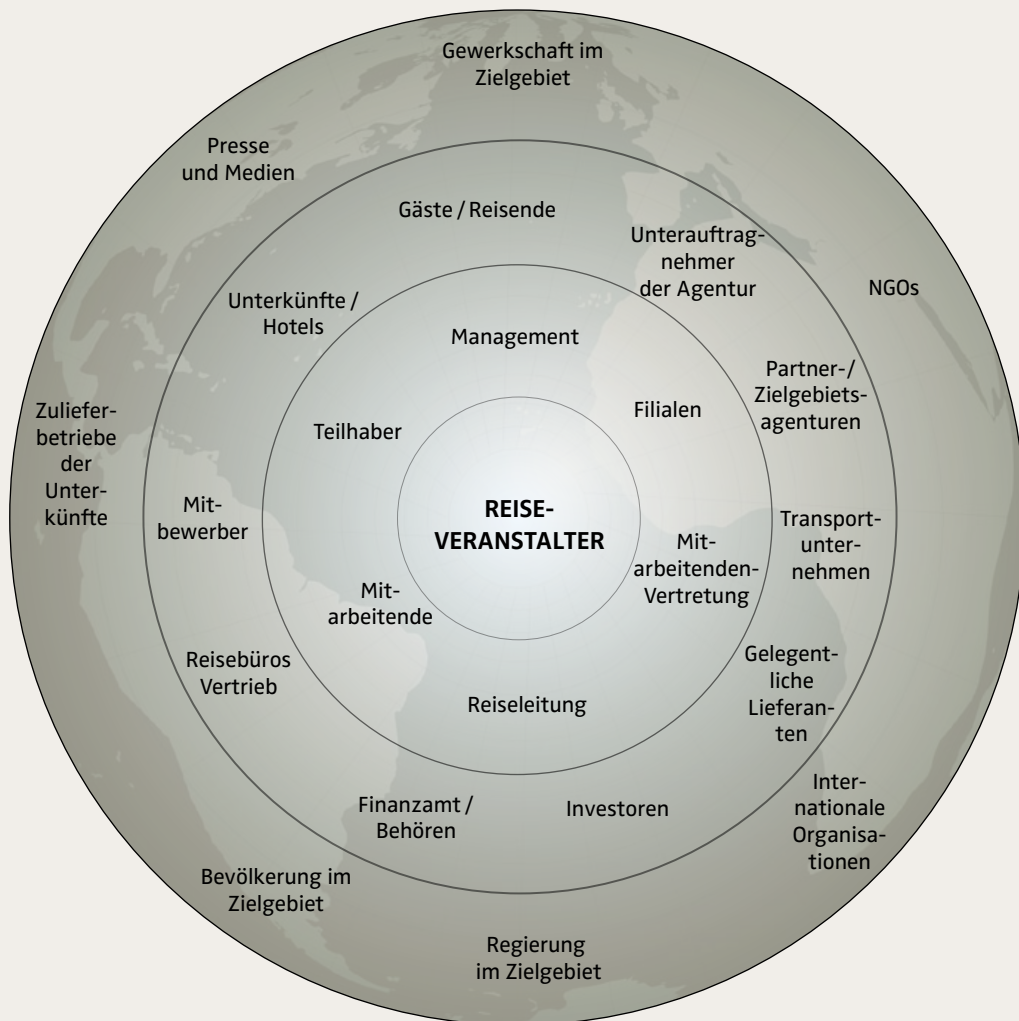 Gewerkschaft im
Zielgebiet
Presse
und Medien
Gäste / Reisende
Unterauftrag-
nehmer
der Agentur
NGOs
Unterkünfte /
Hotels
Management
Partner-/
Zielgebiets-
agenturen
Zuliefer-
betriebe
der
Unter-
künfte
Teilhaber
Filialen
Mit-
bewerber
REISE-
VERANSTALTER
Transport-
unter-
nehmen
Mit-
arbeitenden-
Vertretung
Mit-
arbeitende
Reisebüros
Vertrieb
Gelegent-
liche
Lieferan-
ten
Reiseleitung
Finanzamt /
Behören
Investoren
Inter-
nationale
Organisa-
tionen
Bevölkerung im
Zielgebiet
Regierung
im Zielgebiet